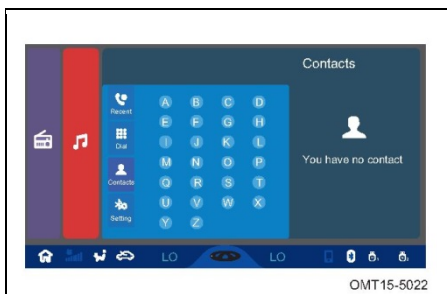 Contacts
Recent
Dial
Contacts
Setting
A B C D
E F G H
I J K L
M N O P
Q R S T
U V W X
Y Z
You have no contact
LO LO
OMT15-5022